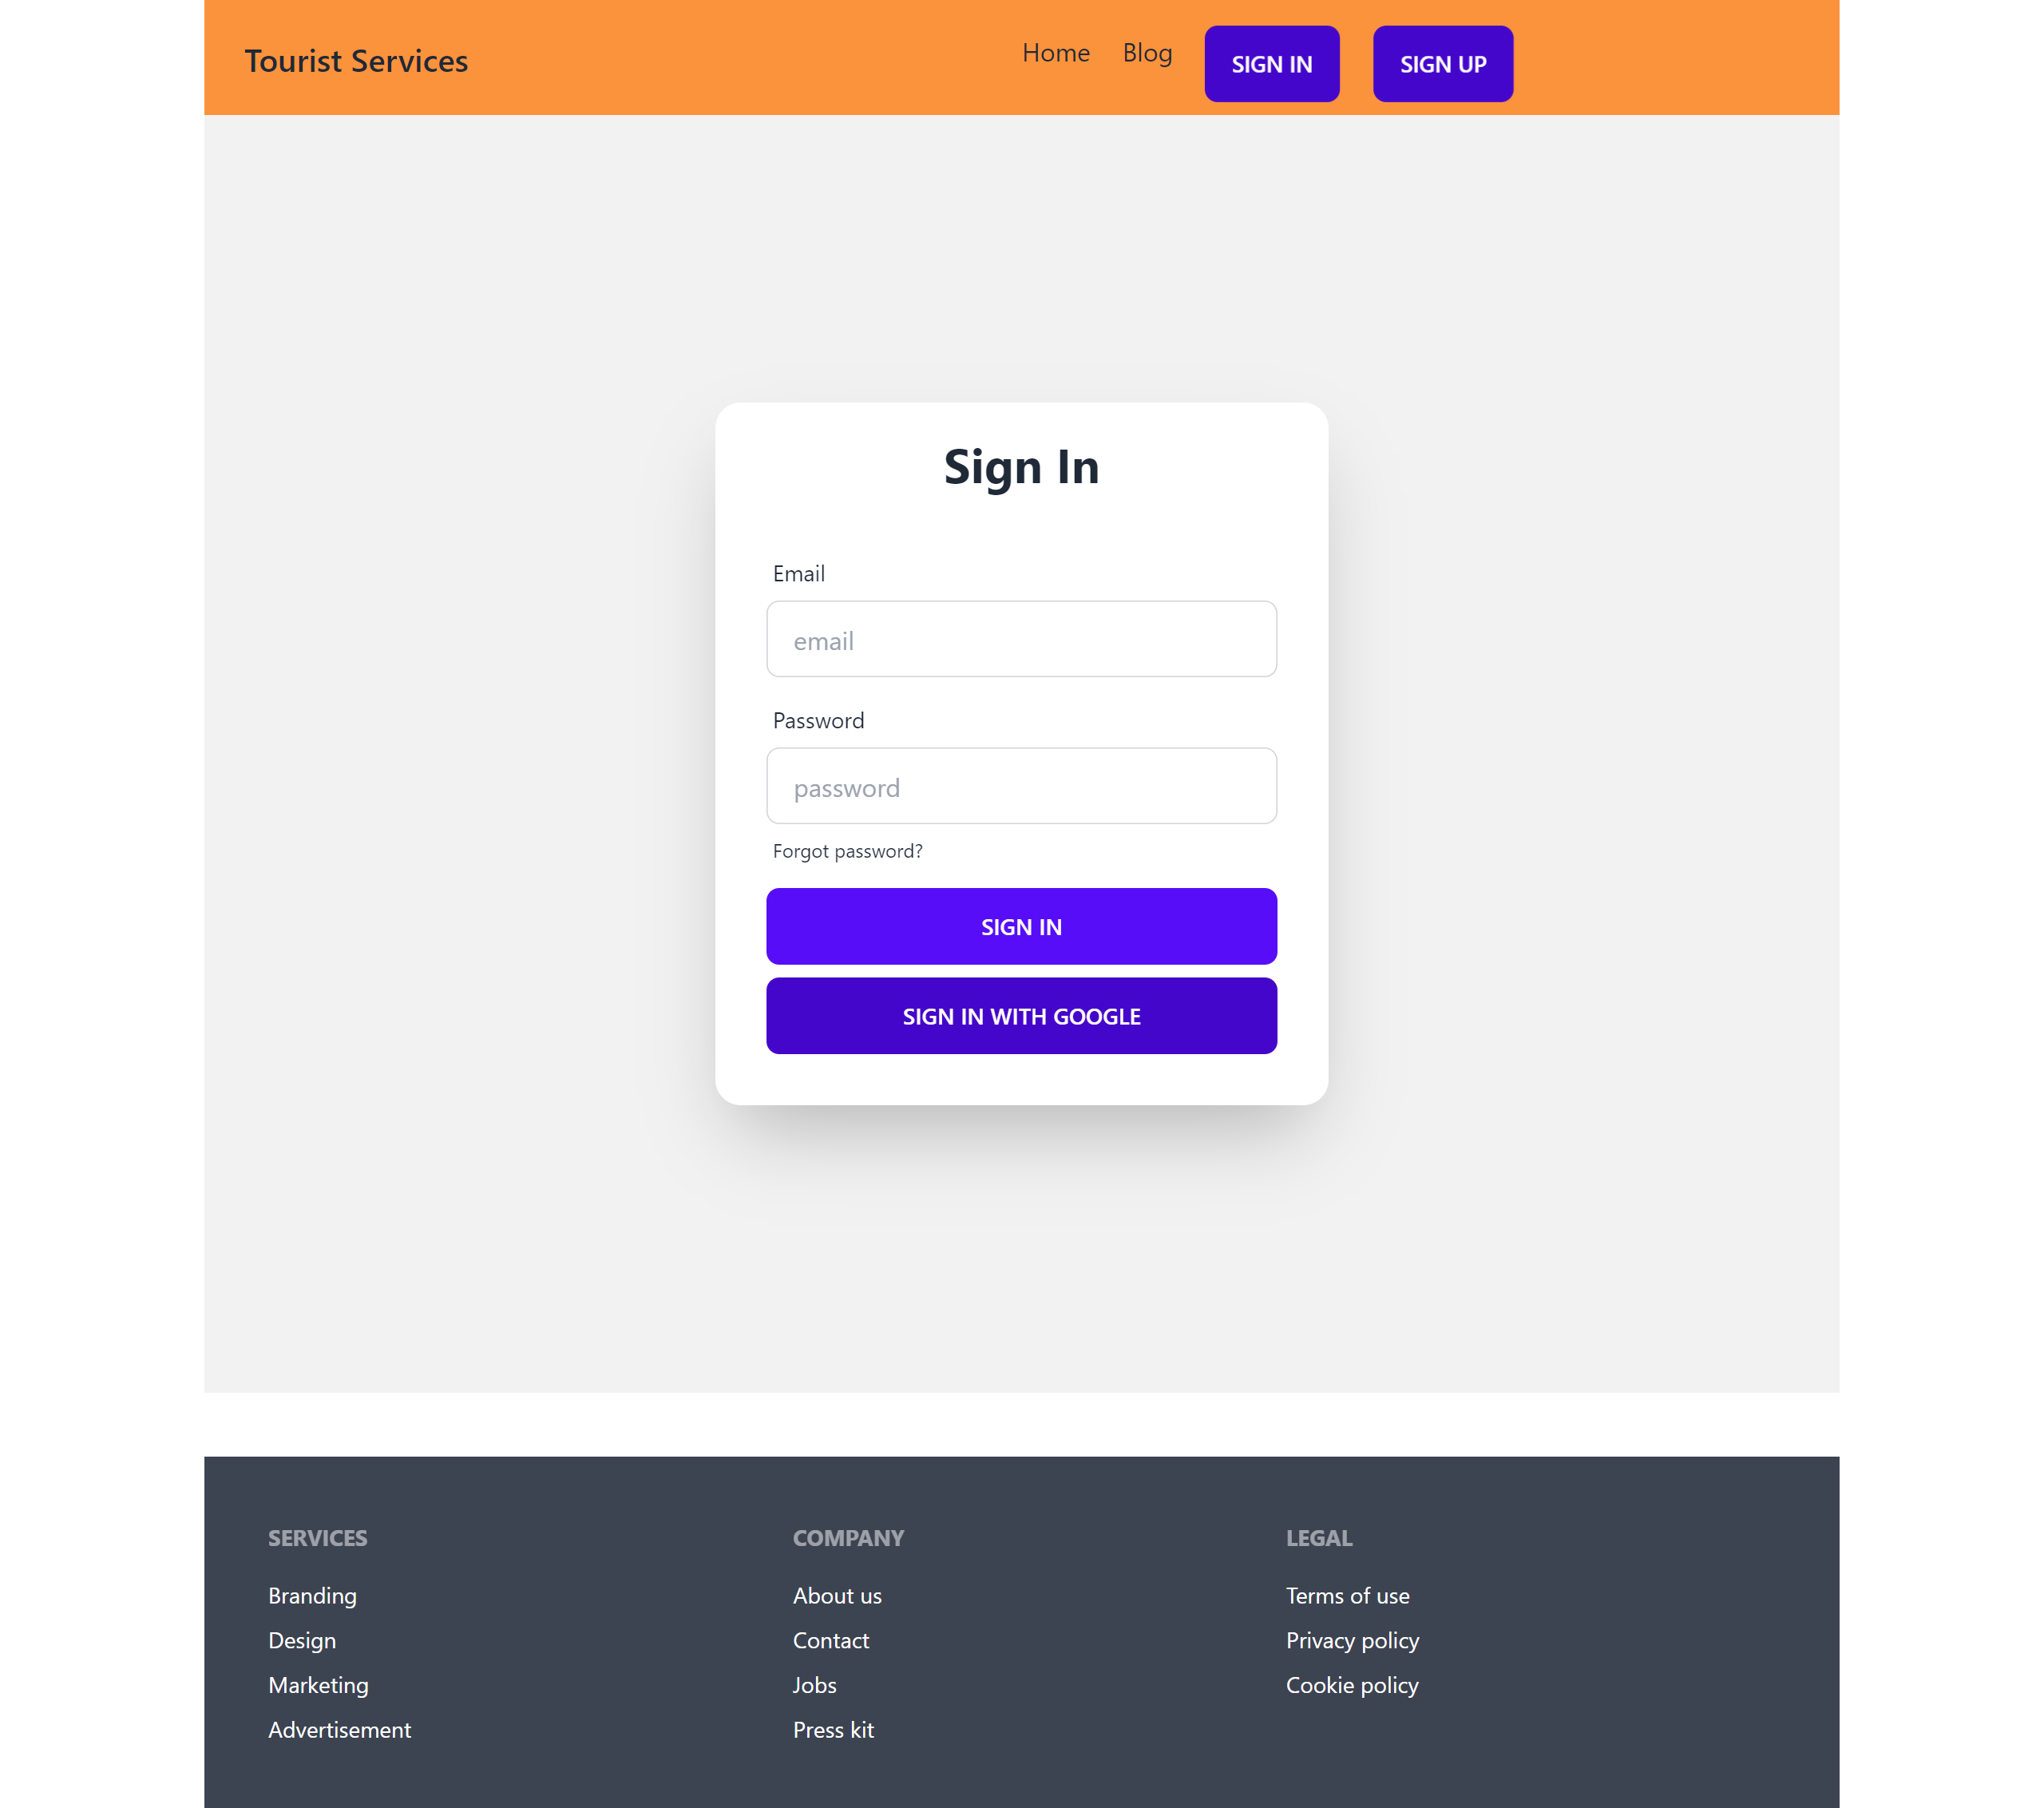 Tourist Services
Home Blog SIGN IN SIGN UP
Sign In
Email
email
Password
password
Forgot password?
SIGN IN
SIGN IN WITH GOOGLE
SERVICES
Branding
Design
Marketing
Advertisement
COMPANY
About us
Contact
Jobs
Press kit
LEGAL
Terms of use
Privacy policy
Cookie policy